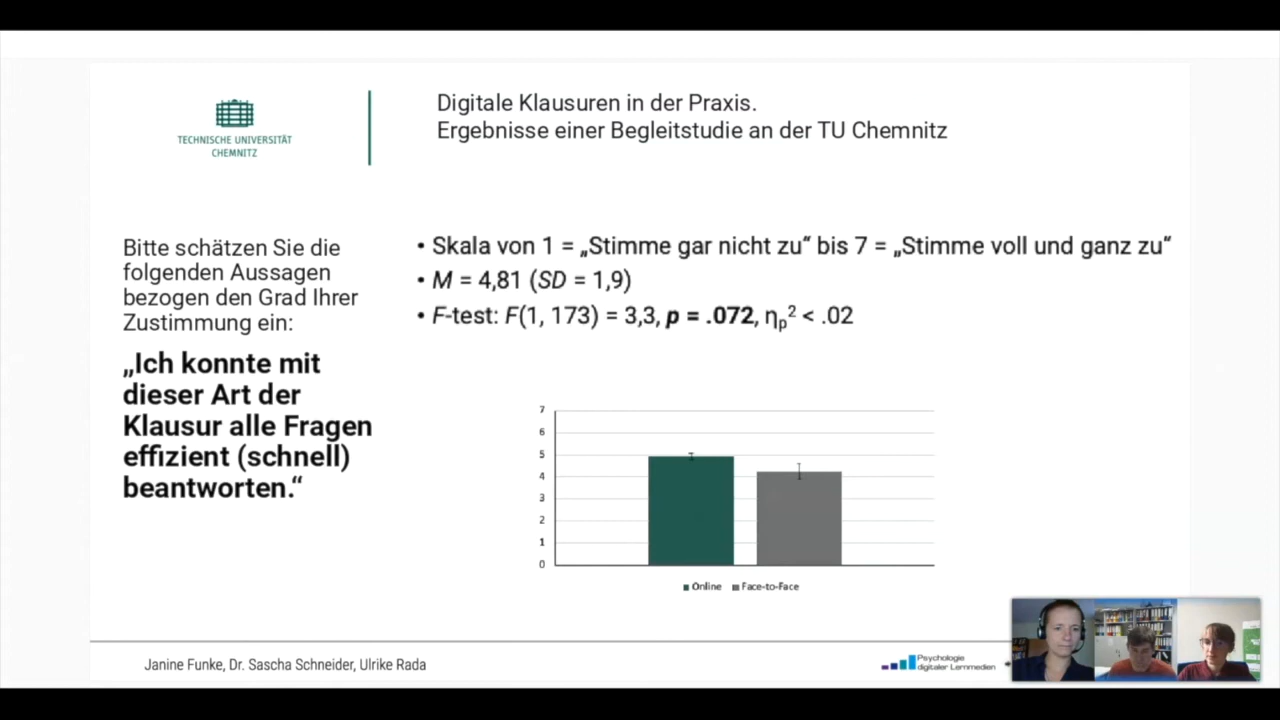 TECHNISCHE UNIVERSITÄT
CHEMNITZ
Digitale Klausuren in der Praxis.
Ergebnisse einer Begleitstudie an der TU Chemnitz
Bitte schätzen Sie die
folgenden Aussagen
bezogen den Grad Ihrer
Zustimmung ein:
„Ich konnte mit
dieser Art der
Klausur alle Fragen
effizient (schnell)
beantworten.“
• Skala von 1 = „Stimme gar nicht zu“ bis 7 = „Stimme voll und ganz zu“
• M = 4,81 (SD = 1,9)
• F-test: F(1, 173) = 3,3, p = .072, ηp² < .02
7
6
5
4
3
2
1
0
Online Face-to-Face
Janine Funke, Dr. Sascha Schneider, Ulrike Rada
Psychologie
digitaler Lernmedien